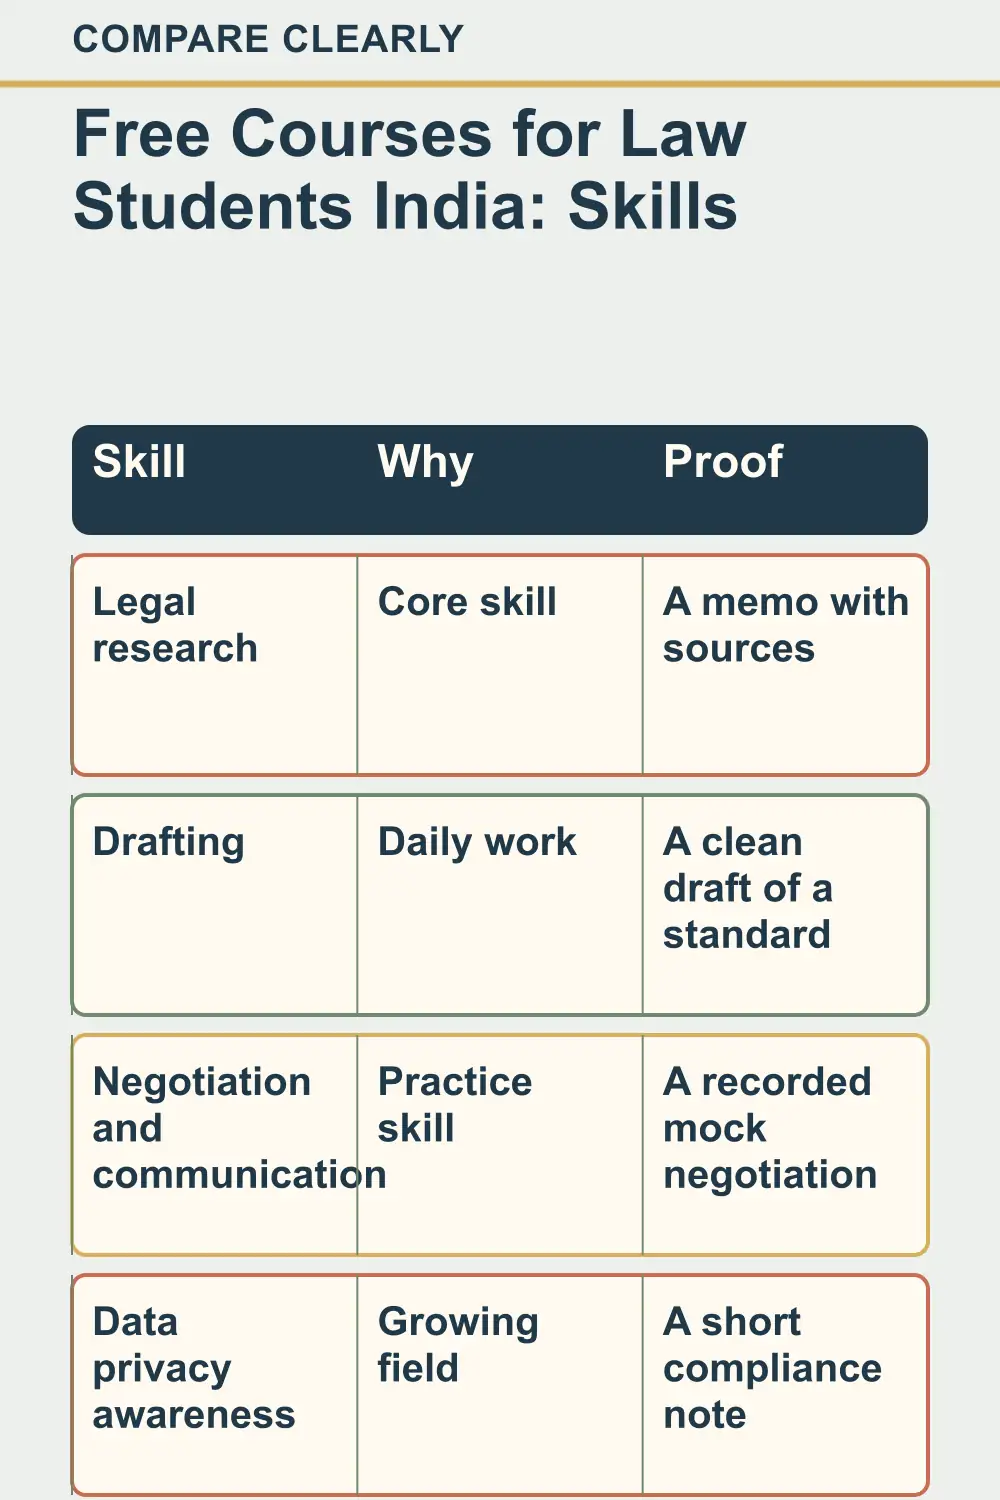 COMPARE CLEARLY
Free Courses for Law
Students India: Skills
Skill
Why
Proof
Legal
research
Core skill
A memo with
sources
Drafting
Daily work
A clean
draft of a
standard
Negotiation
and
communication
Practice
skill
A recorded
mock
negotiation
Data
privacy
awareness
Growing
field
A short
compliance
note